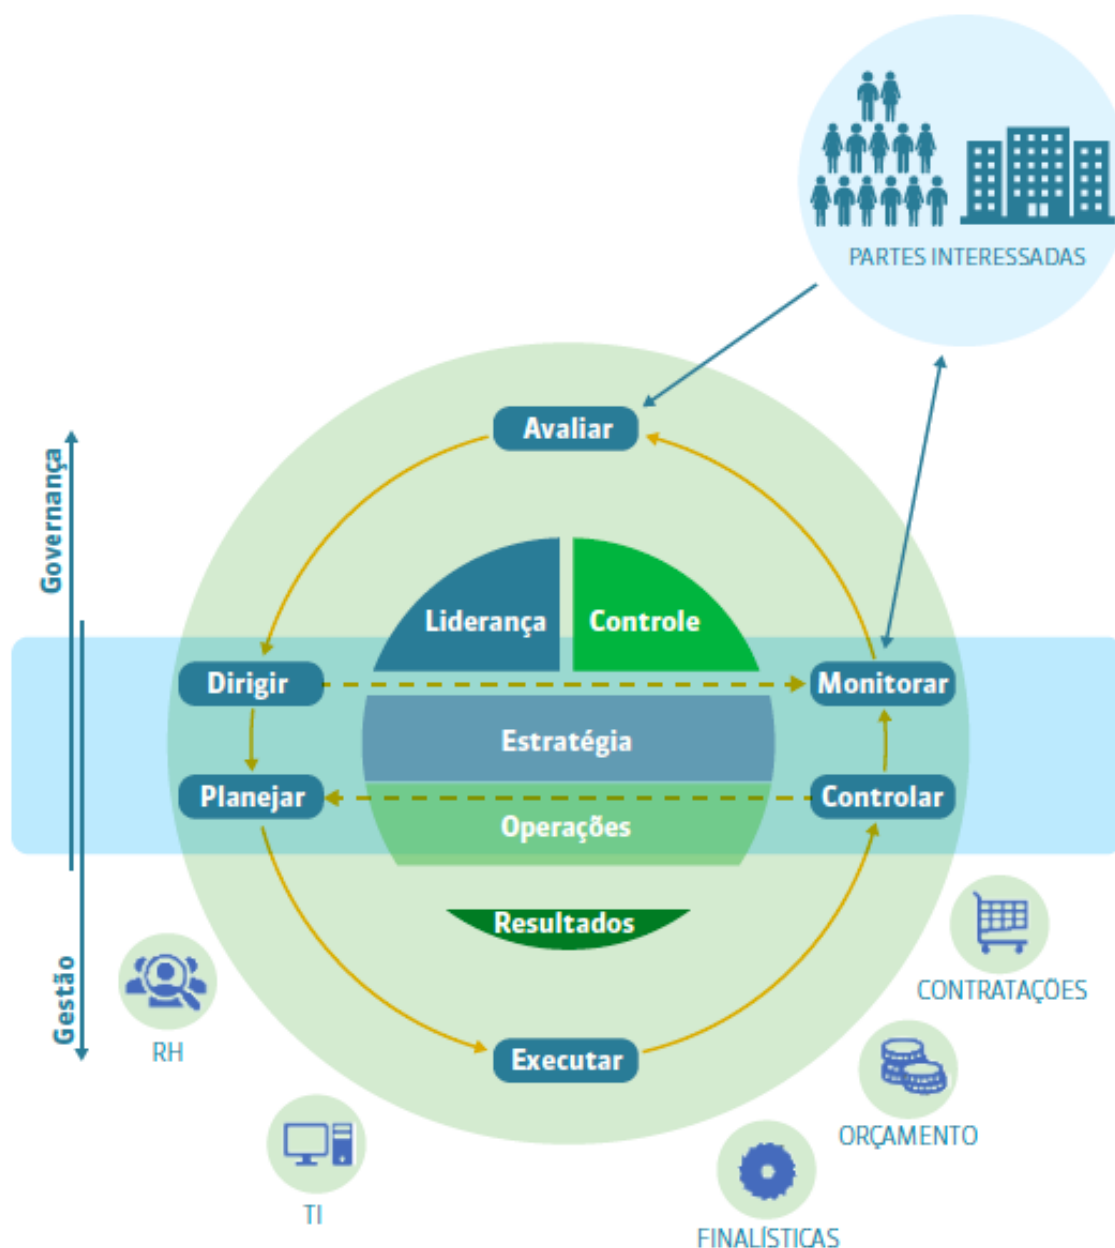 PARTES INTERESSADAS
Avaliar
Governança
Liderança
Controle
Dirigir
Monitorar
Estratégia
Planejar
Controlar
Operações
Resultados
Gestão
CONTRATAÇÕES
RH
Executar
ORÇAMENTO
TI
FINALÍSTICAS